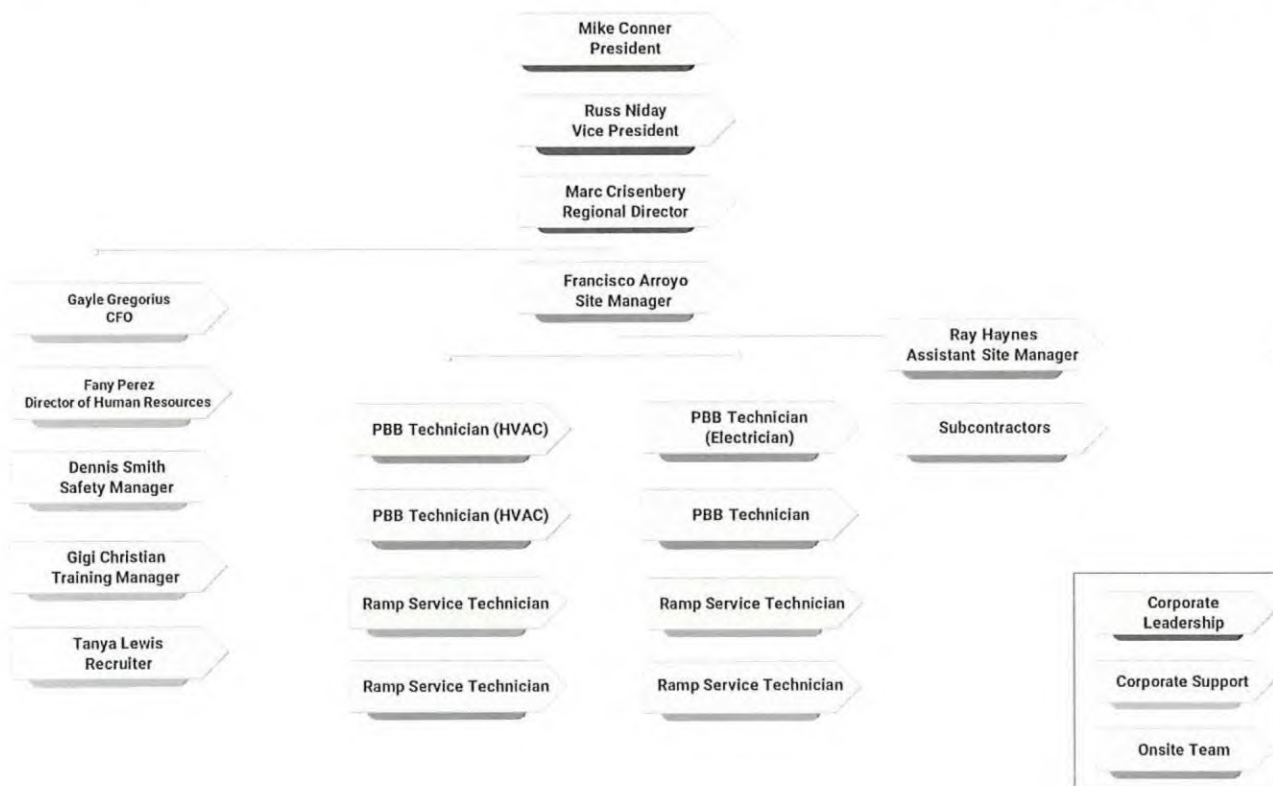 Mike Conner
President
Russ Niday
Vice President
Marc Crisenbery
Regional Director
Francisco Arroyo
Site Manager
Gayle Gregorius
CFO
Fany Perez
Director of Human Resources
Dennis Smith
Safety Manager
Gigi Christian
Training Manager
Tanya Lewis
Recruiter
PBB Technician (HVAC)
PBB Technician (HVAC)
Ramp Service Technician
Ramp Service Technician
PBB Technician
(Electrician)
PBB Technician
Ramp Service Technician
Ramp Service Technician
Ray Haynes
Assistant Site Manager
Subcontractors
Corporate
Leadership
Corporate Support
Onsite Team